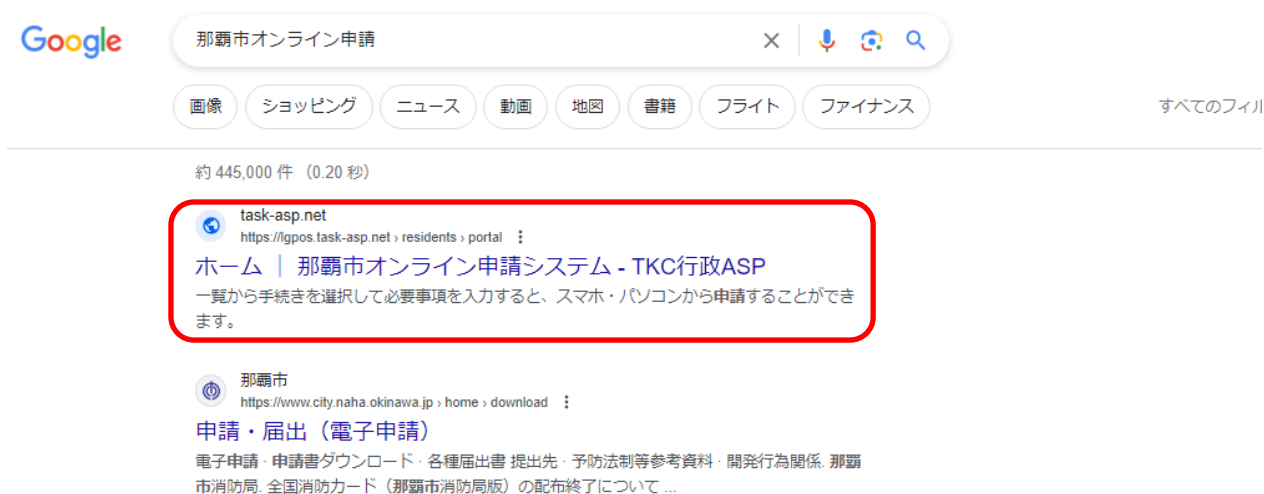 Google
那覇市オンライン申請
画像 ショッピング ニュース 動画 地図 書籍 フライト ファイナンス すべてのフィル
約 445,000 件 （0.20 秒）
task-asp.net
https://lgpos.task-asp.net › residents › portal
ホーム ｜ 那覇市オンライン申請システム - TKC行政ASP
一覧から手続きを選択して必要事項を入力すると、スマホ・パソコンから申請することができ
ます。
那覇市
https://www.city.naha.okinawa.jp › home › download
申請・届出（電子申請）
電子申請 · 申請書ダウンロード · 各種届出書 提出先 · 予防法制等参考資料 · 開発行為関係. 那覇
市消防局. 全国消防カード（那覇市消防局版）の配布終了について ...